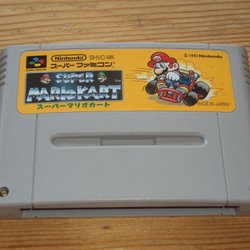 Nintendo SHVC-MK
スーパーファミコン
SUPER
MARIOKART
スーパーマリオカート
© 1992 Nintendo
MADE IN JAPAN